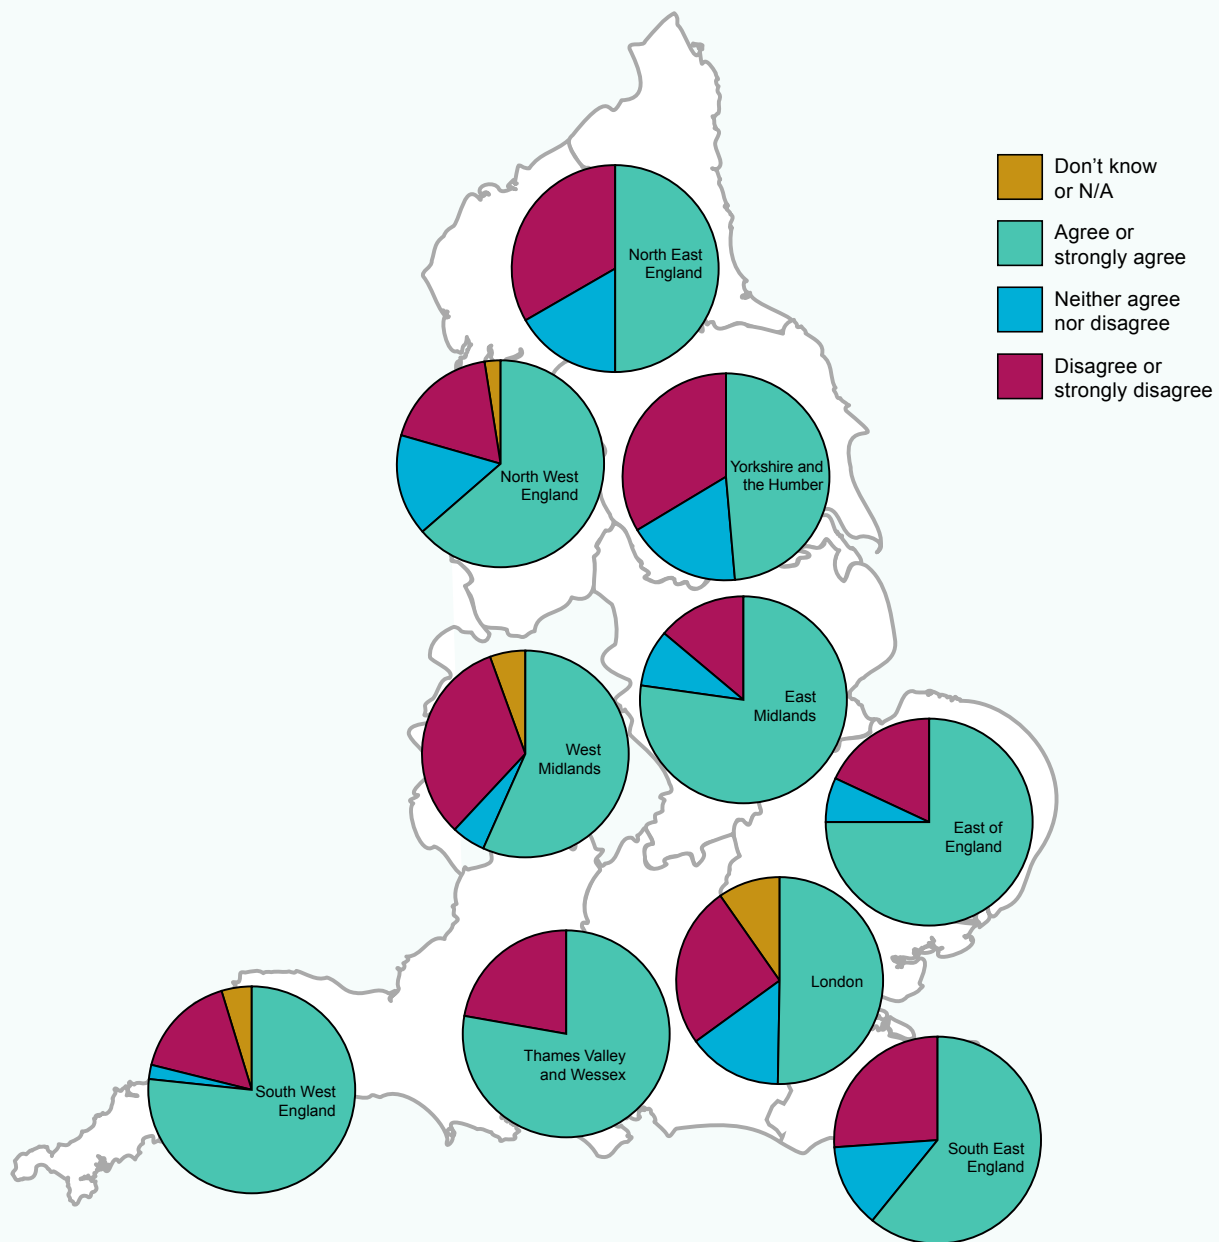 Don't know
or N/A
Agree or
strongly agree
Neither agree
nor disagree
Disagree or
strongly disagree
North East
England
North West
England
Yorkshire and
the Humber
East
Midlands
West
Midlands
East of
England
London
Thames Valley
and Wessex
South West
England
South East
England